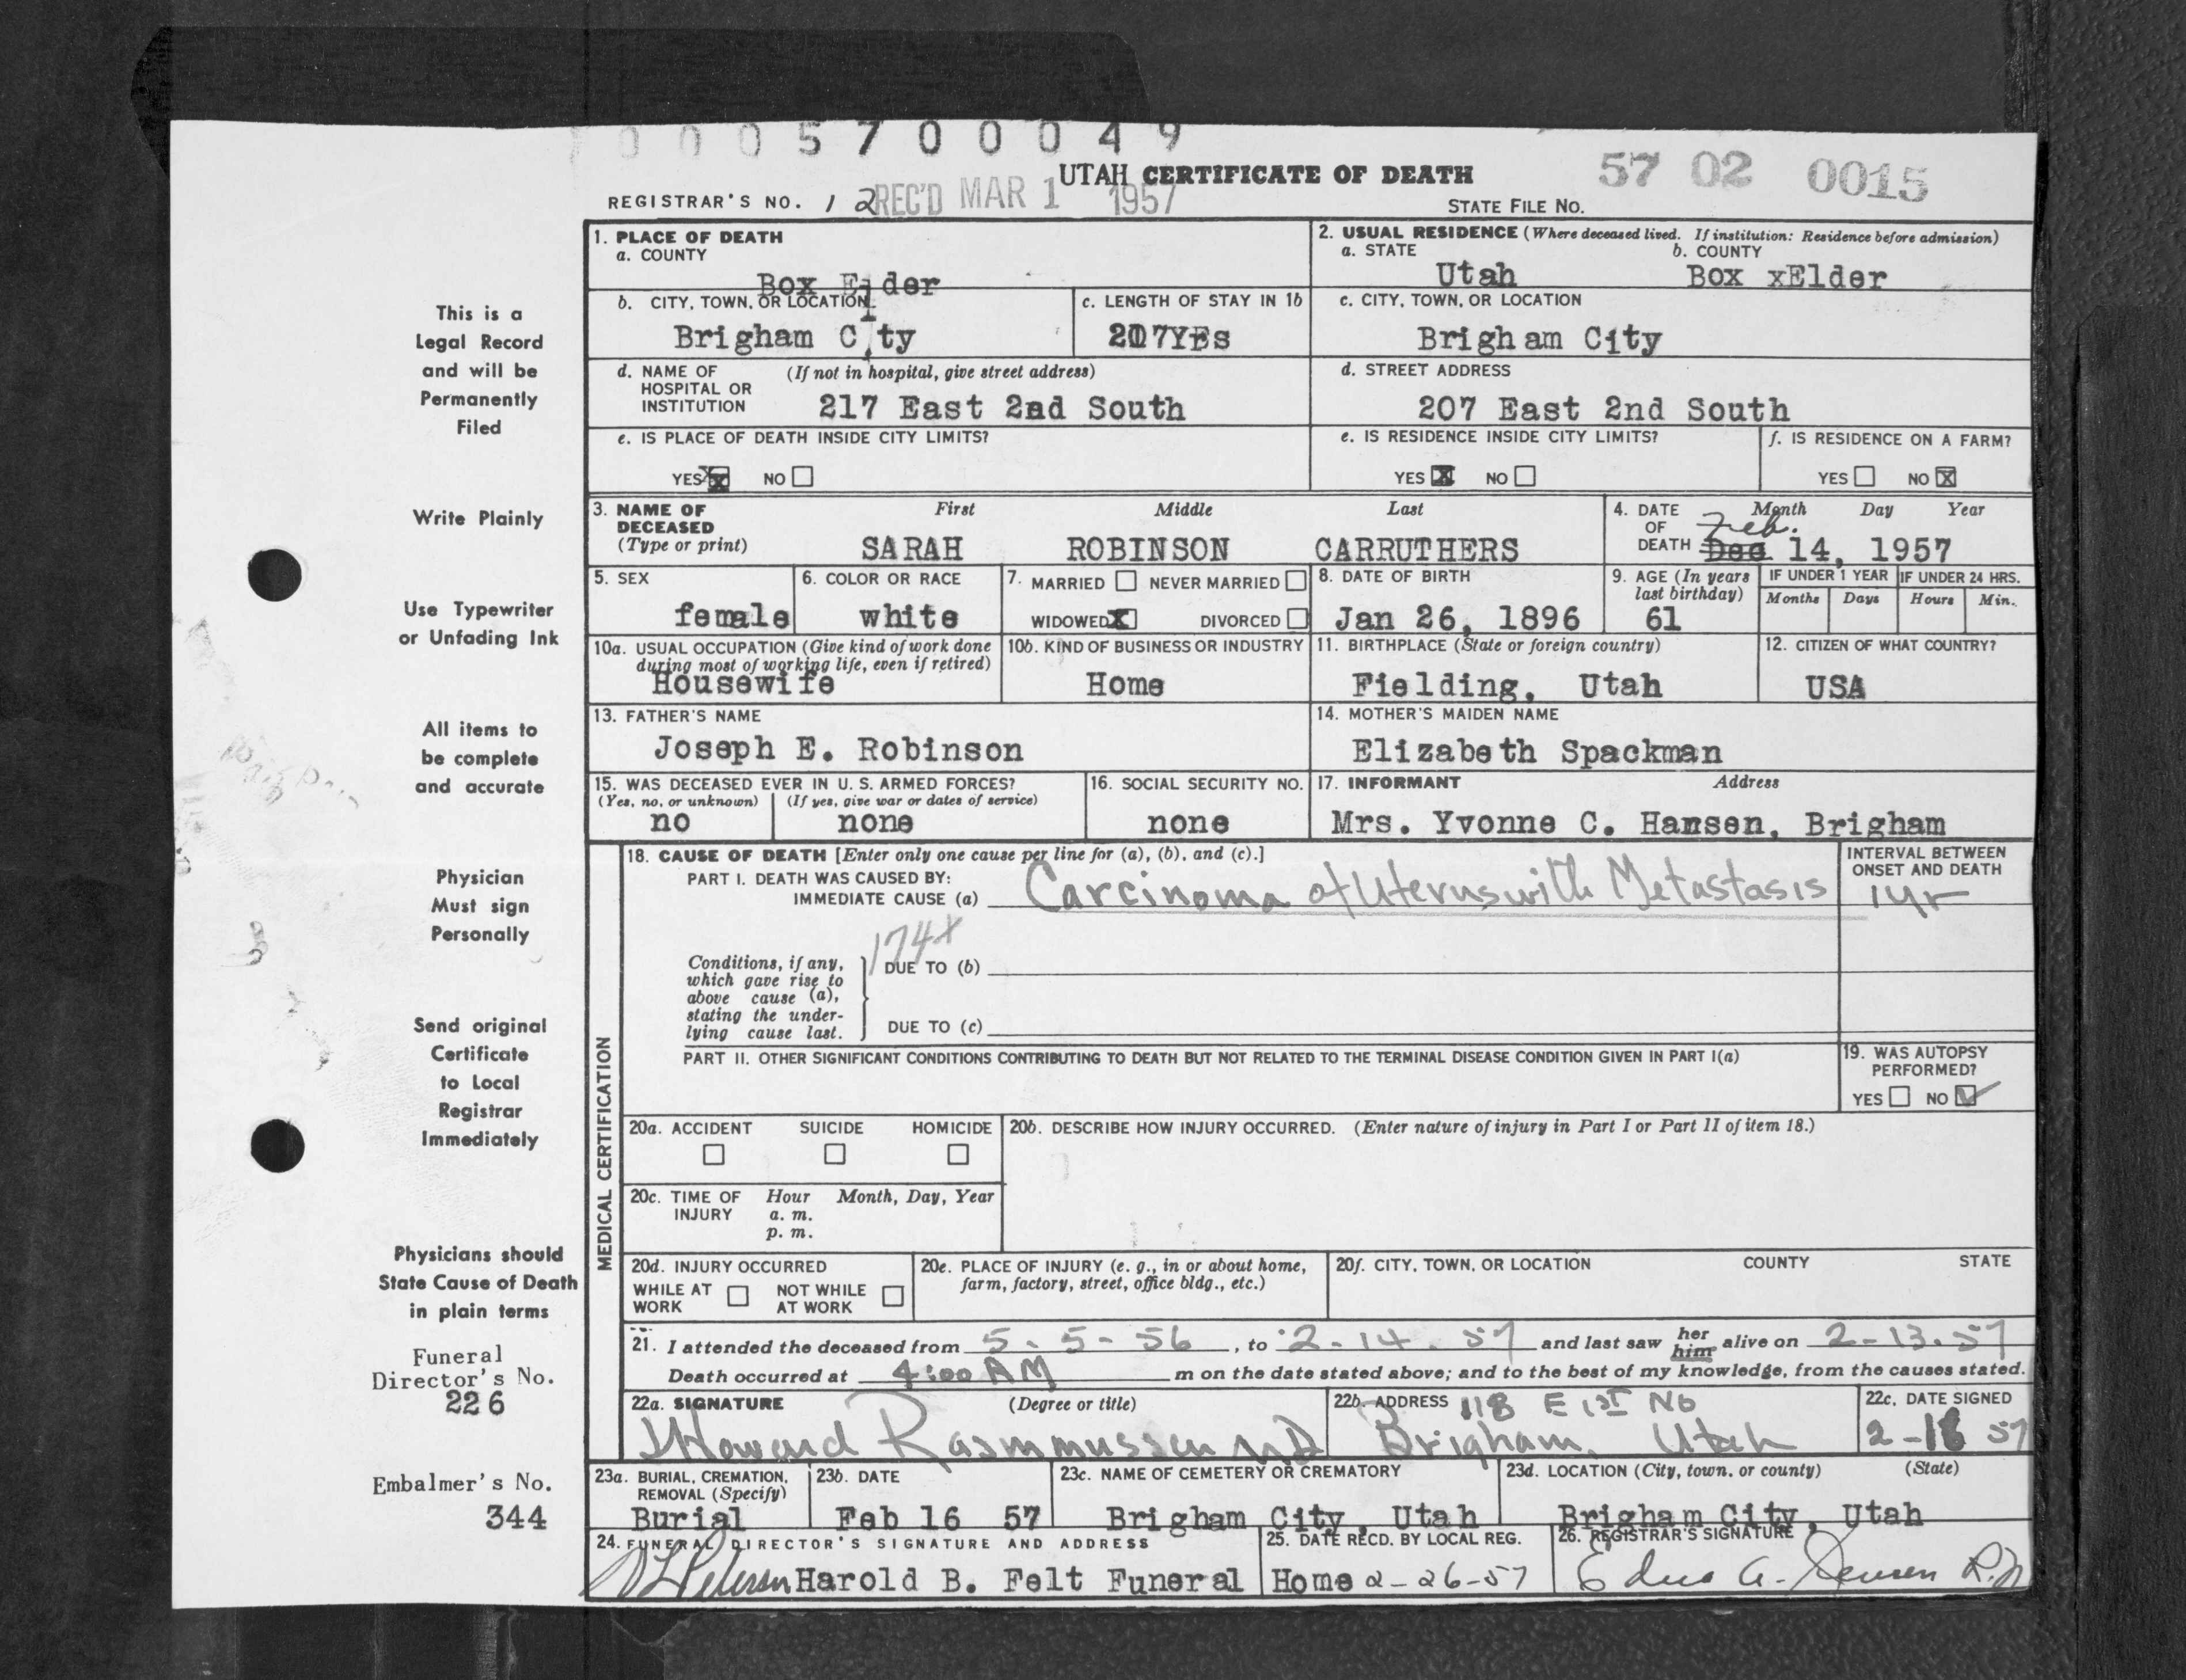 0005700049
UTAH CERTIFICATE OF DEATH
57 02 0015
REGISTRAR'S NO. 12 REC'D MAR 1 1957
STATE FILE NO.
1. PLACE OF DEATH
a. COUNTY
Box Elder
2. USUAL RESIDENCE (Where deceased lived. If institution: Residence before admission)
a. STATE b. COUNTY
Utah Box xElder
b. CITY, TOWN, OR LOCATION
Brigham City
c. LENGTH OF STAY IN 1b
c. CITY, TOWN, OR LOCATION
Brigham City
d. NAME OF HOSPITAL OR INSTITUTION (If not in hospital, give street address)
217 East 2nd South
d. STREET ADDRESS
207 East 2nd South
e. IS PLACE OF DEATH INSIDE CITY LIMITS?
YES X NO
e. IS RESIDENCE INSIDE CITY LIMITS?
YES X NO
f. IS RESIDENCE ON A FARM?
YES NO X
3. NAME OF DECEASED (Type or print)
First Middle Last
SARAH ROBINSON CARRUTHERS
4. DATE OF DEATH Month Day Year
Feb.
Dec 14, 1957
5. SEX
female
6. COLOR OR RACE
white
7. MARRIED NEVER MARRIED
WIDOWED X DIVORCED
8. DATE OF BIRTH
Jan 26, 1896
9. AGE (In years last birthday)
61
IF UNDER 1 YEAR IF UNDER 24 HRS.
Months Days Hours Min.
10a. USUAL OCCUPATION (Give kind of work done during most of working life, even if retired)
Housewife
10b. KIND OF BUSINESS OR INDUSTRY
Home
11. BIRTHPLACE (State or foreign country)
Fielding, Utah
12. CITIZEN OF WHAT COUNTRY?
USA
13. FATHER'S NAME
Joseph E. Robinson
14. MOTHER'S MAIDEN NAME
Elizabeth Spackman
15. WAS DECEASED EVER IN U. S. ARMED FORCES?
(Yes, no, or unknown) (If yes, give war or dates of service)
no none
16. SOCIAL SECURITY NO.
none
17. INFORMANT Address
Mrs. Yvonne C. Hansen, Brigham
MEDICAL CERTIFICATION
18. CAUSE OF DEATH [Enter only one cause per line for (a), (b), and (c).]
PART I. DEATH WAS CAUSED BY:
IMMEDIATE CAUSE (a) Carcinoma of Uterus with Metastasis
INTERVAL BETWEEN ONSET AND DEATH
1 yr
174X
Conditions, if any, which gave rise to above cause (a), stating the underlying cause last.
DUE TO (b)
DUE TO (c)
PART II. OTHER SIGNIFICANT CONDITIONS CONTRIBUTING TO DEATH BUT NOT RELATED TO THE TERMINAL DISEASE CONDITION GIVEN IN PART I(a)
19. WAS AUTOPSY PERFORMED?
YES NO ✓
20a. ACCIDENT SUICIDE HOMICIDE
20b. DESCRIBE HOW INJURY OCCURRED. (Enter nature of injury in Part I or Part II of item 18.)
20c. TIME OF INJURY Hour Month, Day, Year
a. m.
p. m.
20d. INJURY OCCURRED
WHILE AT WORK NOT WHILE AT WORK
20e. PLACE OF INJURY (e. g., in or about home, farm, factory, street, office bldg., etc.)
20f. CITY, TOWN, OR LOCATION COUNTY STATE
21. I attended the deceased from 5-5-56, to 2-14-57 and last saw her him alive on 2-13-57
Death occurred at 4:00 AM m on the date stated above; and to the best of my knowledge, from the causes stated.
22a. SIGNATURE (Degree or title)
Howard Rasmmussen MD
22b. ADDRESS 118 E 1st No
Brigham, Utah
22c. DATE SIGNED
23a. BURIAL, CREMATION, REMOVAL (Specify)
Burial
23b. DATE
Feb 16 57
23c. NAME OF CEMETERY OR CREMATORY
Brigham City, Utah
23d. LOCATION (City, town, or county) (State)
Brigham City, Utah
24. FUNERAL DIRECTOR'S SIGNATURE AND ADDRESS
Harold B. Felt Funeral Home
25. DATE RECD. BY LOCAL REG.
2-26-57
26. REGISTRAR'S SIGNATURE
Edna A. Jensen R.N
This is a
Legal Record
and will be
Permanently
Filed
Write Plainly
Use Typewriter
or Unfading Ink
All items to
be complete
and accurate
Physician
Must sign
Personally
Send original
Certificate
to Local
Registrar
Immediately
Physicians should
State Cause of Death
in plain terms
Funeral
Director's No.
226
Embalmer's No.
344